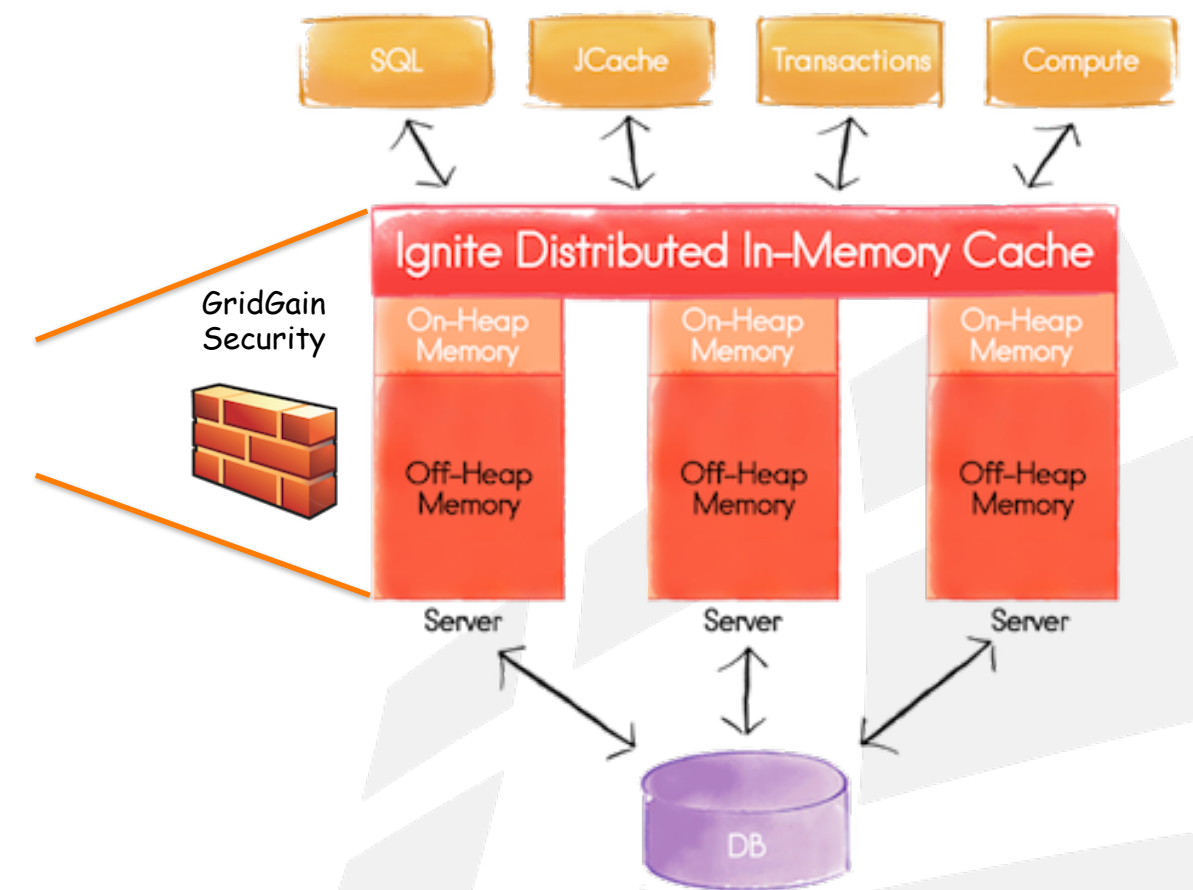 SQL
JCache
Transactions
Compute
Ignite Distributed In-Memory Cache
GridGain
Security
On-Heap
Memory
On-Heap
Memory
On-Heap
Memory
Off-Heap
Memory
Off-Heap
Memory
Off-Heap
Memory
Server
Server
Server
DB